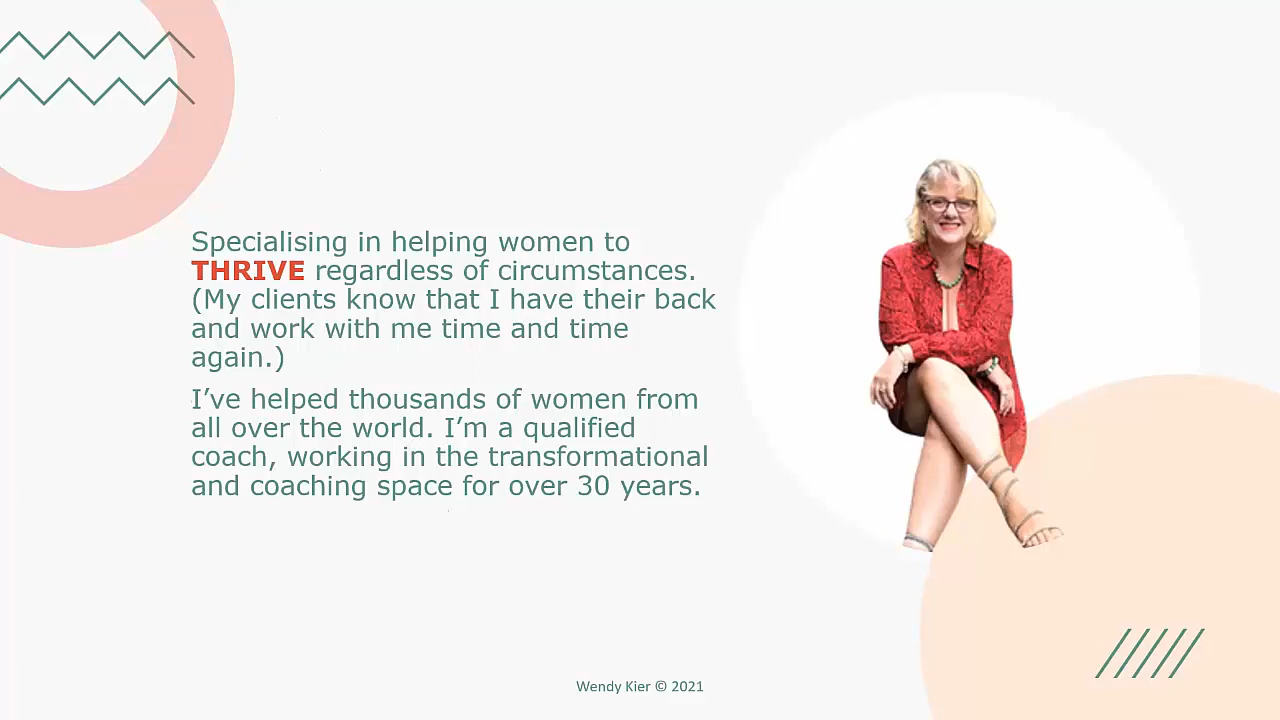 Specialising in helping women to
THRIVE regardless of circumstances.
(My clients know that I have their back
and work with me time and time
again.)
I’ve helped thousands of women from
all over the world. I’m a qualified
coach, working in the transformational
and coaching space for over 30 years.
Wendy Kier © 2021